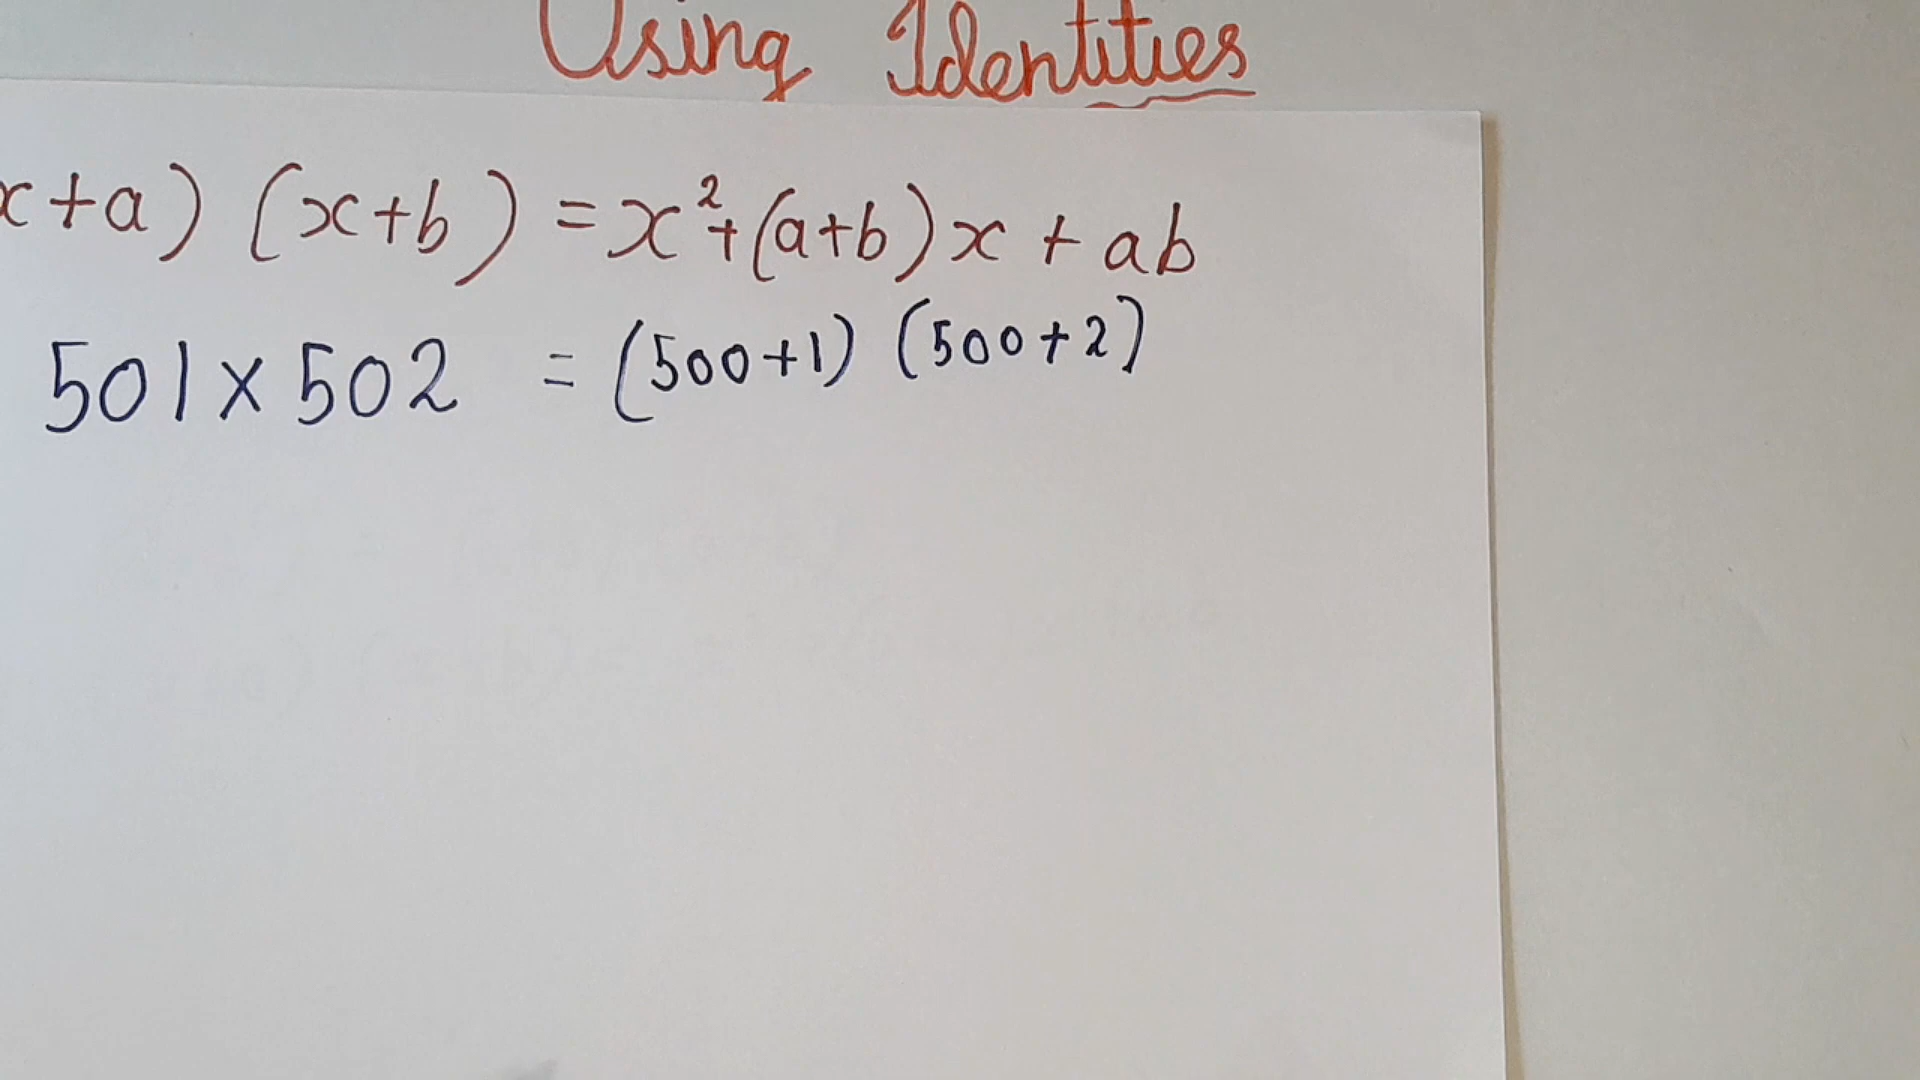 Using Identities
x+a) (x+b) = x²+(a+b)x + ab
501 x 502 = (500+1) (500+2)